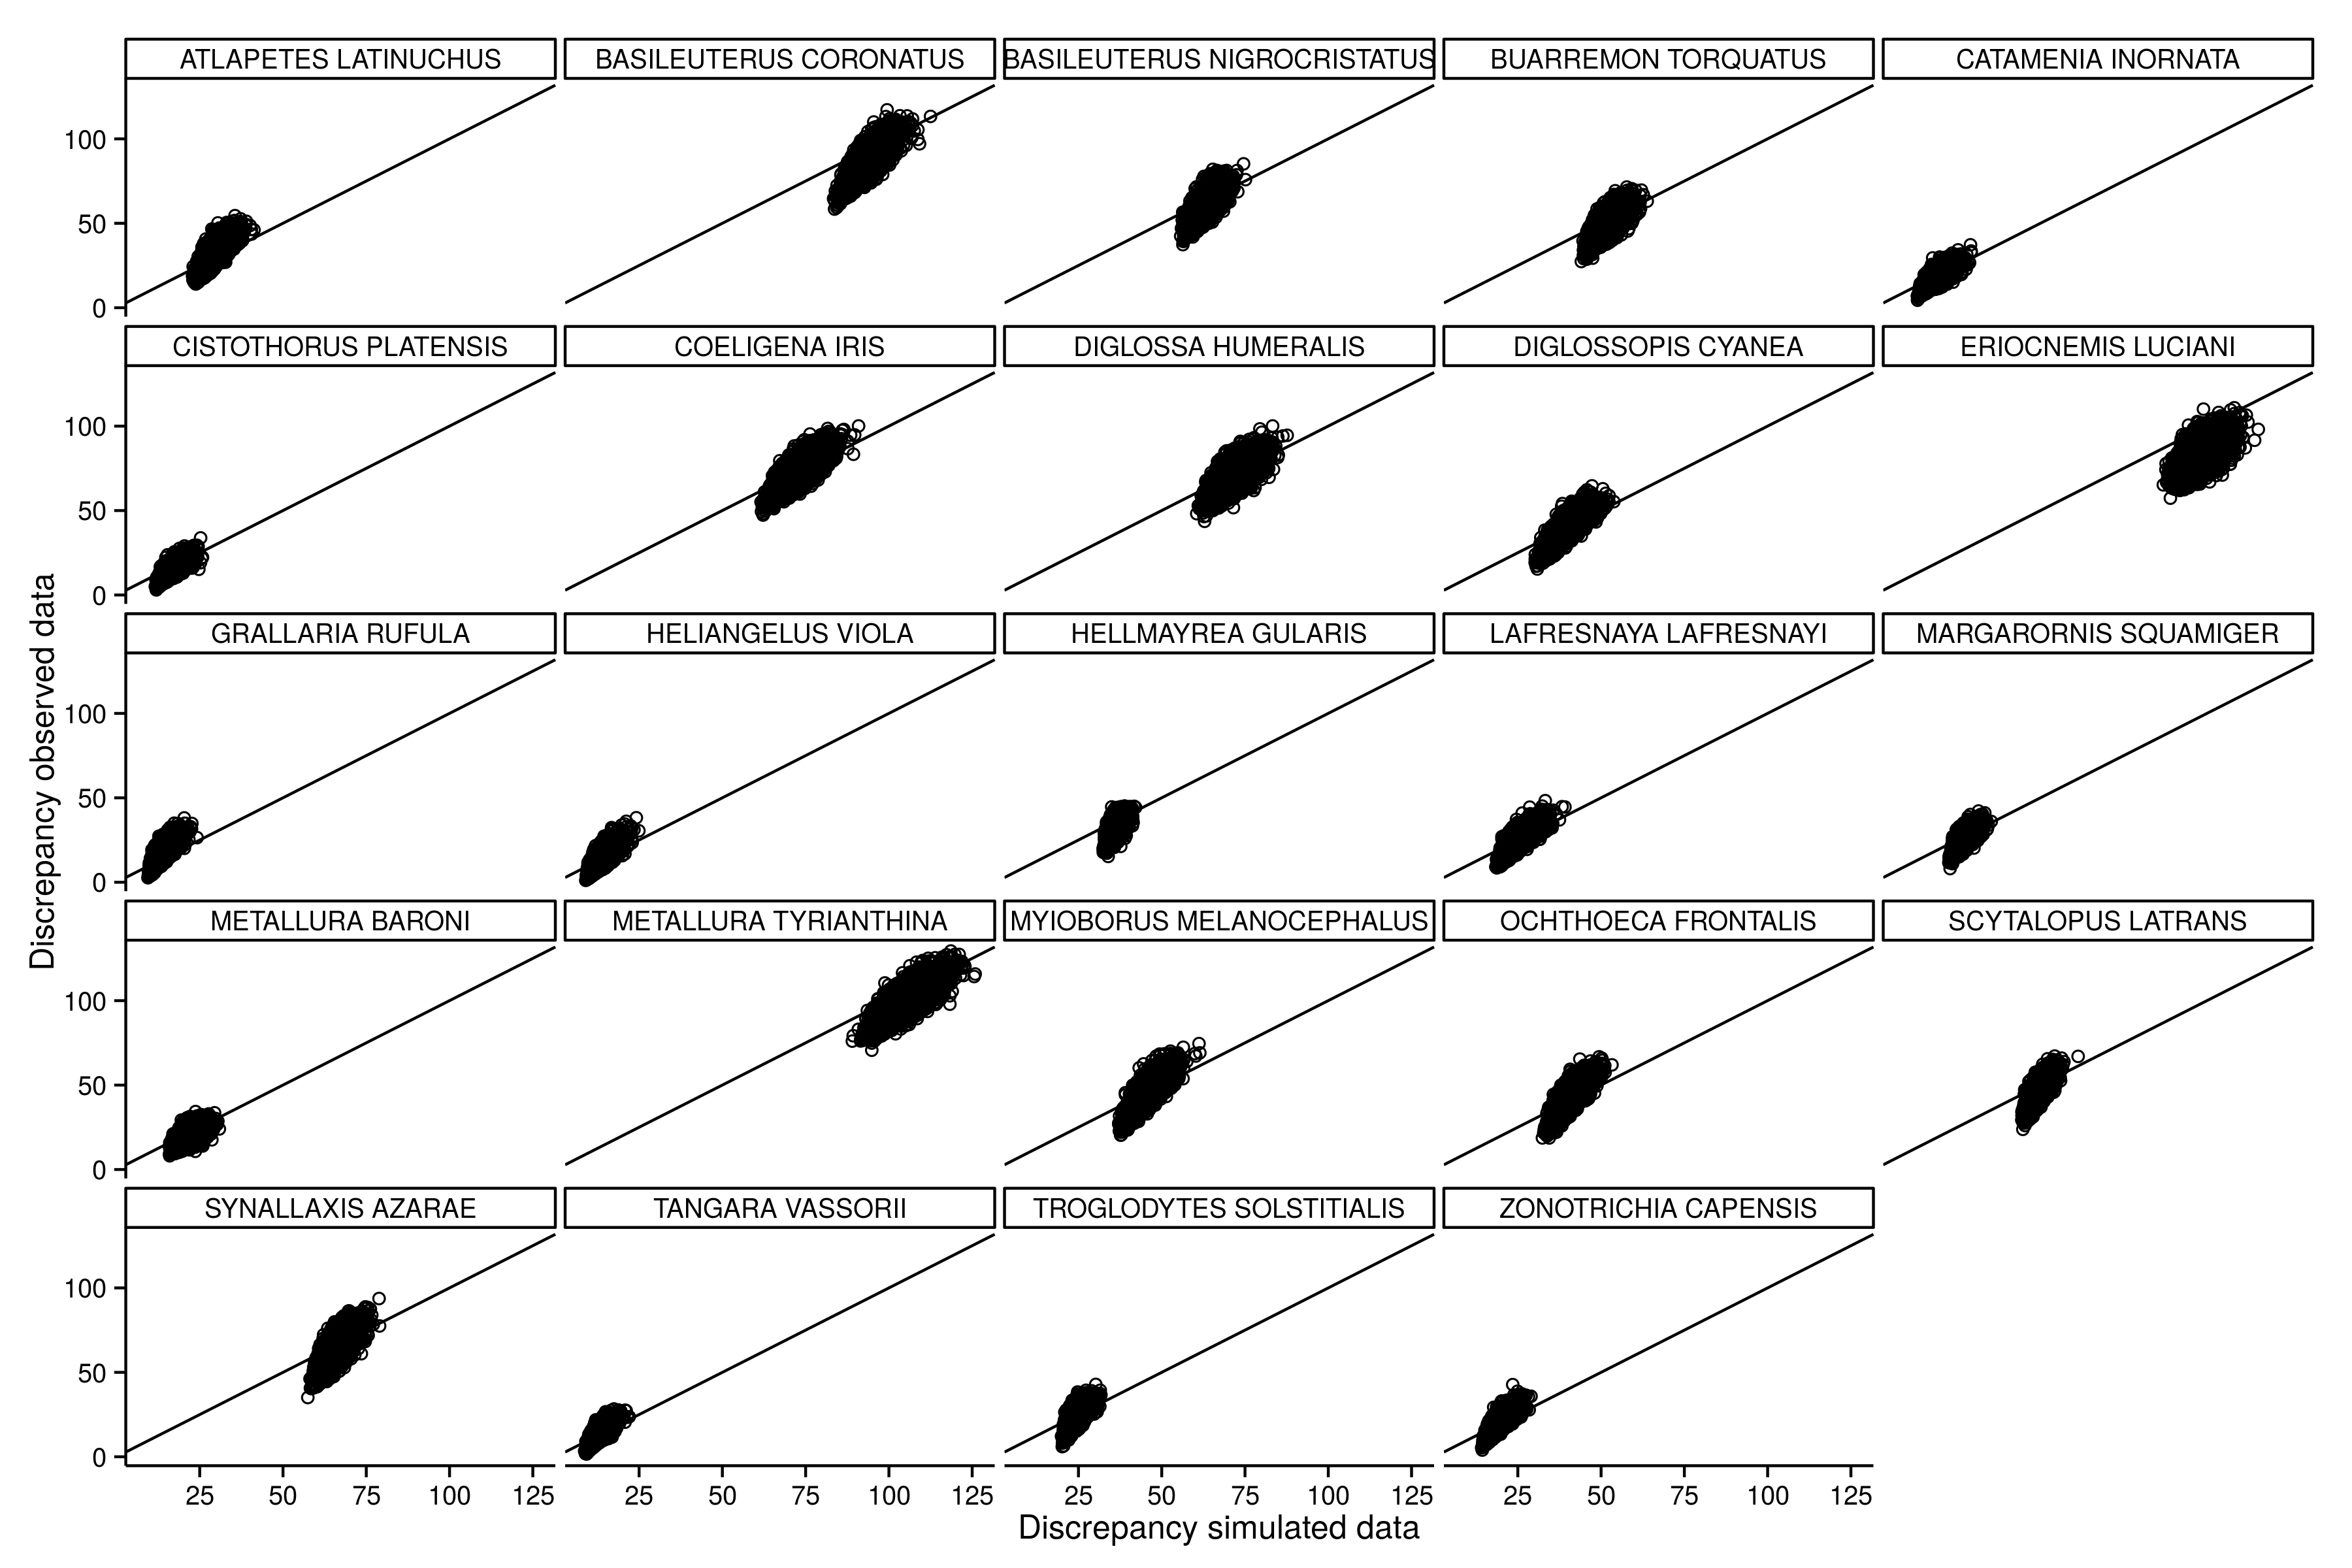 ATLAPETES LATINUCHUS
BASILEUTERUS CORONATUS
BASILEUTERUS NIGROCRISTATUS
BUARREMON TORQUATUS
CATAMENIA INORNATA
100
50
0
CISTOTHORUS PLATENSIS
COELIGENA IRIS
DIGLOSSA HUMERALIS
DIGLOSSOPIS CYANEA
ERIOCNEMIS LUCIANI
100
50
0
GRALLARIA RUFULA
HELIANGELUS VIOLA
HELLMAYREA GULARIS
LAFRESNAYA LAFRESNAYI
MARGARORNIS SQUAMIGER
100
50
0
METALLURA BARONI
METALLURA TYRIANTHINA
MYIOBORUS MELANOCEPHALUS
OCHTHOECA FRONTALIS
SCYTALOPUS LATRANS
100
50
0
SYNALLAXIS AZARAE
TANGARA VASSORII
TROGLODYTES SOLSTITIALIS
ZONOTRICHIA CAPENSIS
100
50
0
25 50 75 100 125
25 50 75 100 125
25 50 75 100 125
25 50 75 100 125
Discrepancy simulated data
Discrepancy observed data